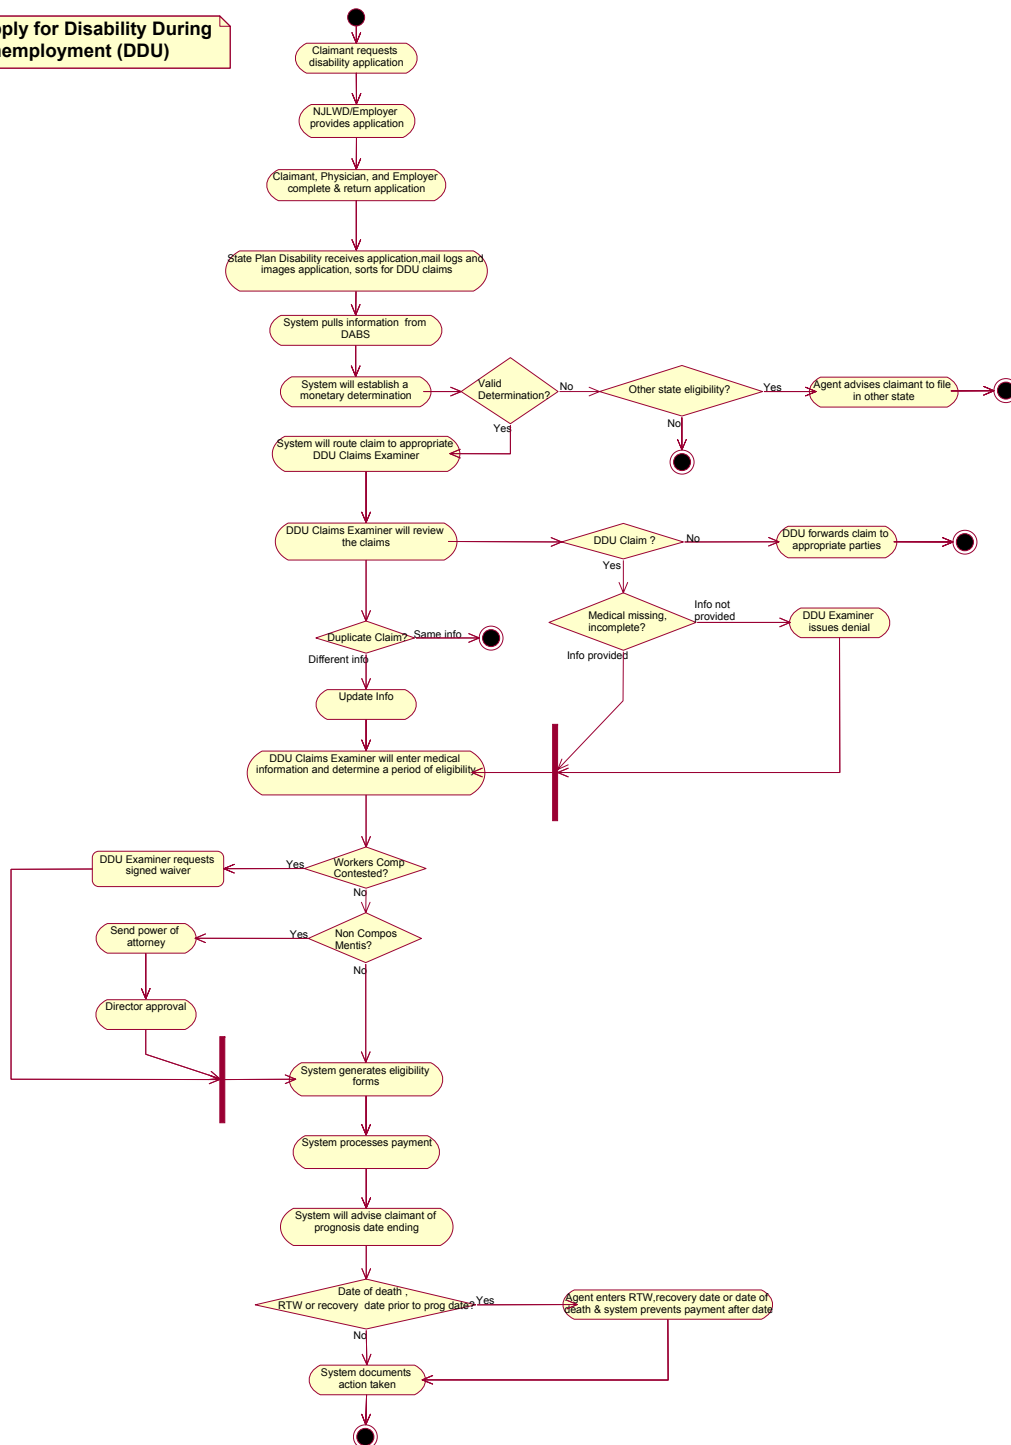 pply for Disability During
nemployment (DDU)
Claimant requests
disability application
NJLWD/Employer
provides application
Claimant, Physician, and Employer
complete & return application
State Plan Disability receives application,mail logs and
images application, sorts for DDU claims
System pulls information from
DABS
System will establish a
monetary determination
Valid
Determination?
No
Other state eligibility?
Yes
Agent advises claimant to file
in other state
No
Yes
System will route claim to appropriate
DDU Claims Examiner
DDU Claims Examiner will review
the claims
DDU Claim ?
No
DDU forwards claim to
appropriate parties
Yes
Medical missing,
incomplete?
Info not
provided
DDU Examiner
issues denial
Info provided
Duplicate Claim?
Same info
Different info
Update Info
DDU Claims Examiner will enter medical
information and determine a period of eligibility
Workers Comp
Contested?
Yes
DDU Examiner requests
signed waiver
No
Non Compos
Mentis?
Yes
Send power of
attorney
No
Director approval
System generates eligibility
forms
System processes payment
System will advise claimant of
prognosis date ending
Date of death ,
RTW or recovery date prior to prog date?
Yes
Agent enters RTW,recovery date or date of
death & system prevents payment after date
No
System documents
action taken